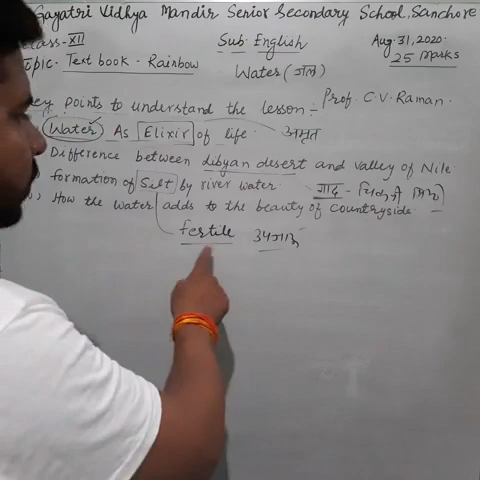 Gayatri Vidhya Mandir Senior Secondary School, Sanchore
Class-XII Sub English Aug. 31, 2020.
Topic- Text book - Rainbow 25 Marks
Water (जल)
key points to understand the lesson :- Prof. C.V. Raman.
Water As Elixir of life अमृत
Difference between libyan desert and valley of Nile
formation of Silt by river water. गाद - चिकनी मिट्टी
How the water adds to the beauty of countryside.
fertile उपजाऊ